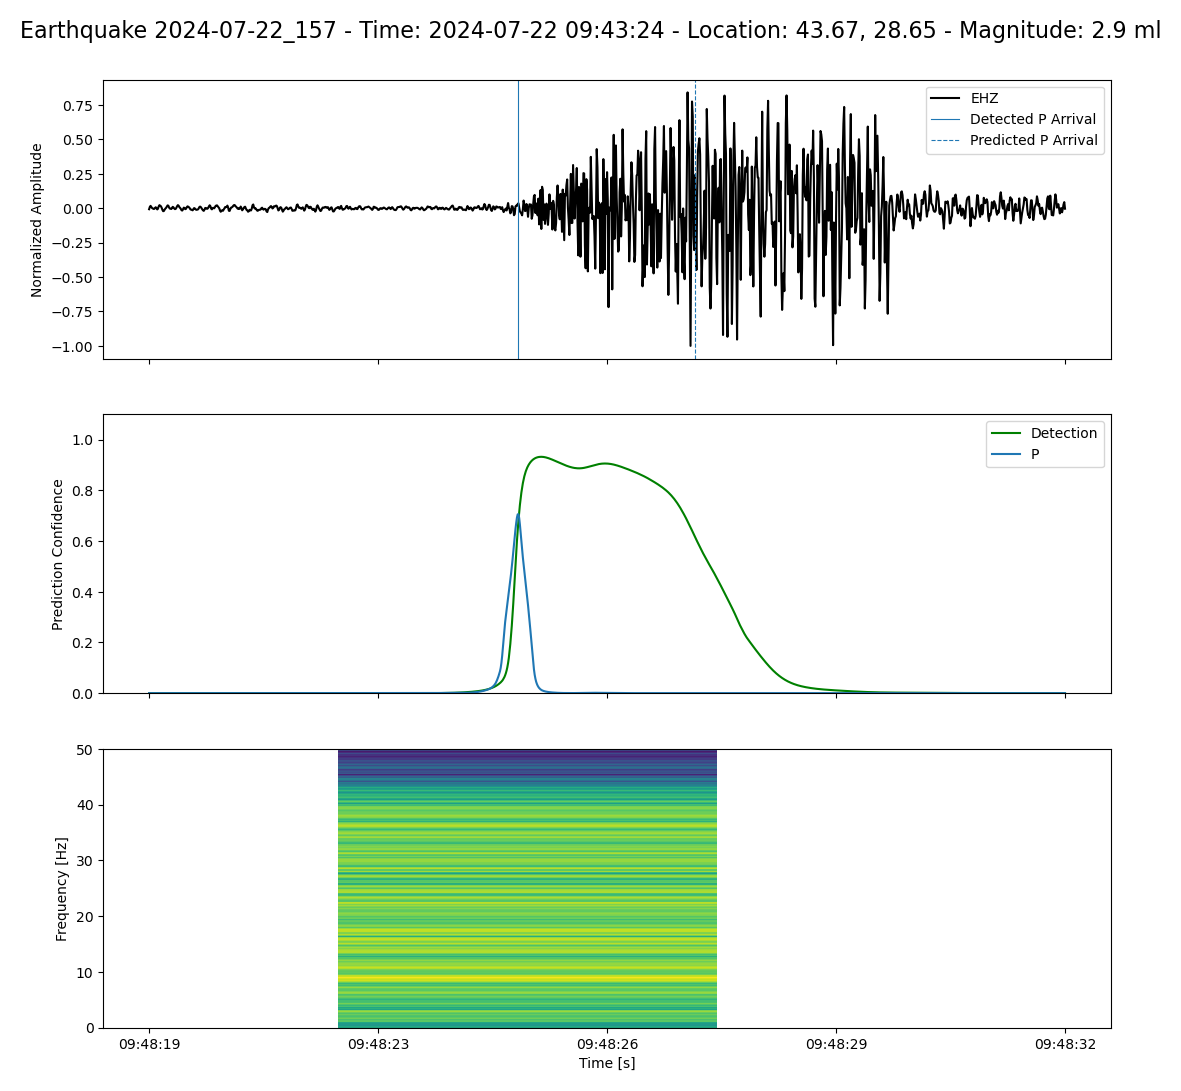 Earthquake 2024-07-22_157 - Time: 2024-07-22 09:43:24 - Location: 43.67, 28.65 - Magnitude: 2.9 ml
Normalized Amplitude
0.75
0.50
0.25
0.00
−0.25
−0.50
−0.75
−1.00
EHZ
Detected P Arrival
Predicted P Arrival
Prediction Confidence
1.0
0.8
0.6
0.4
0.2
0.0
Detection
P
Frequency [Hz]
50
40
30
20
10
0
09:48:19 09:48:23 09:48:26 09:48:29 09:48:32
Time [s]